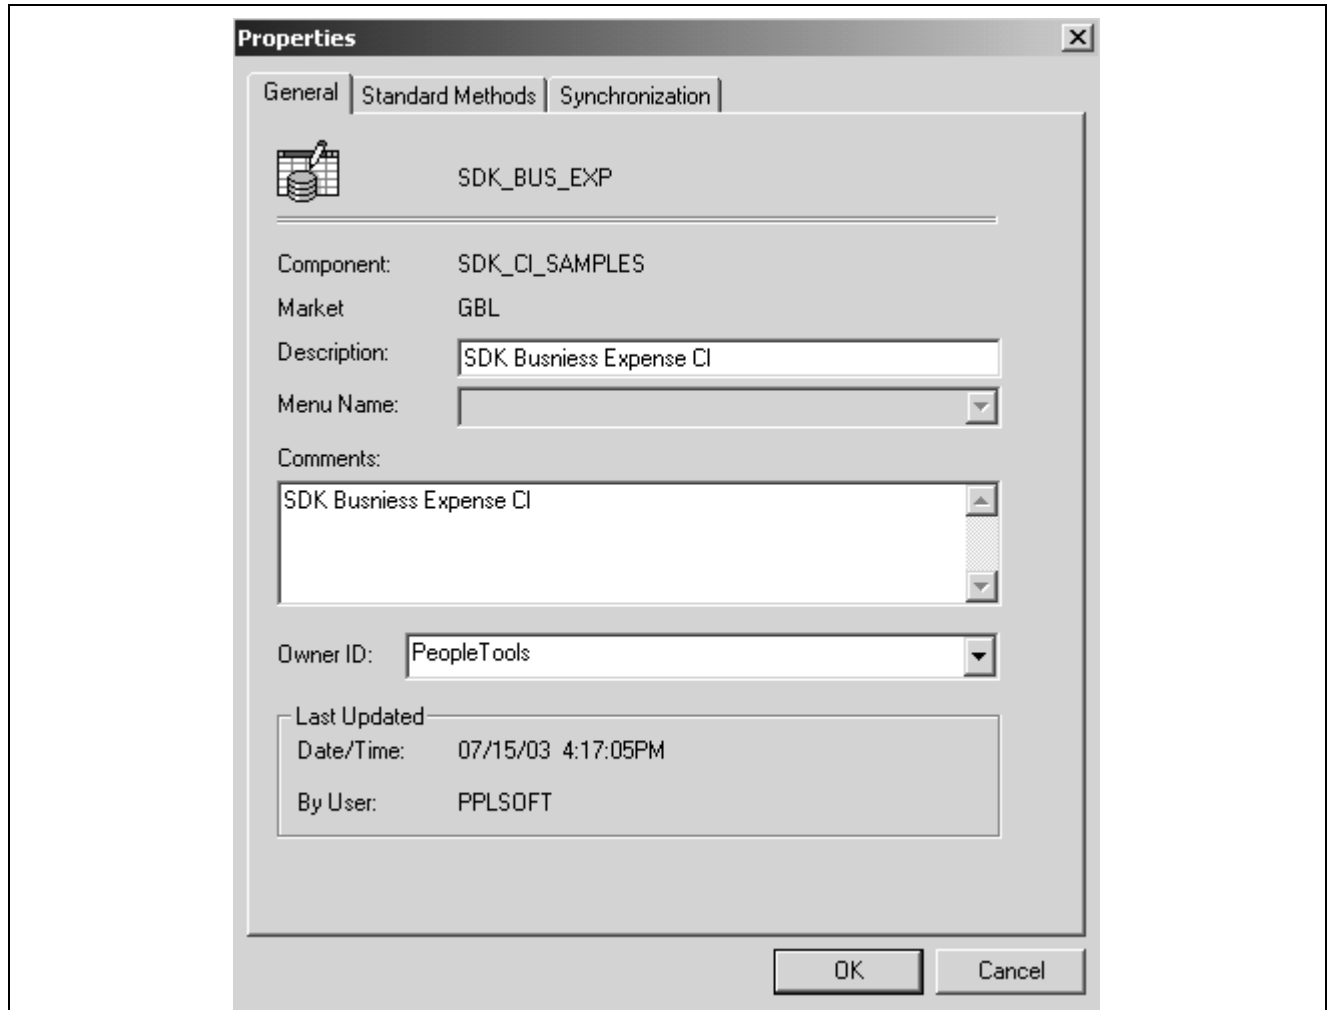 Properties
General Standard Methods Synchronization
SDK_BUS_EXP
Component: SDK_CI_SAMPLES
Market GBL
Description: SDK Busniess Expense CI
Menu Name:
Comments:
SDK Busniess Expense CI
Owner ID: PeopleTools
Last Updated
Date/Time: 07/15/03 4:17:05PM
By User: PPLSOFT
OK Cancel